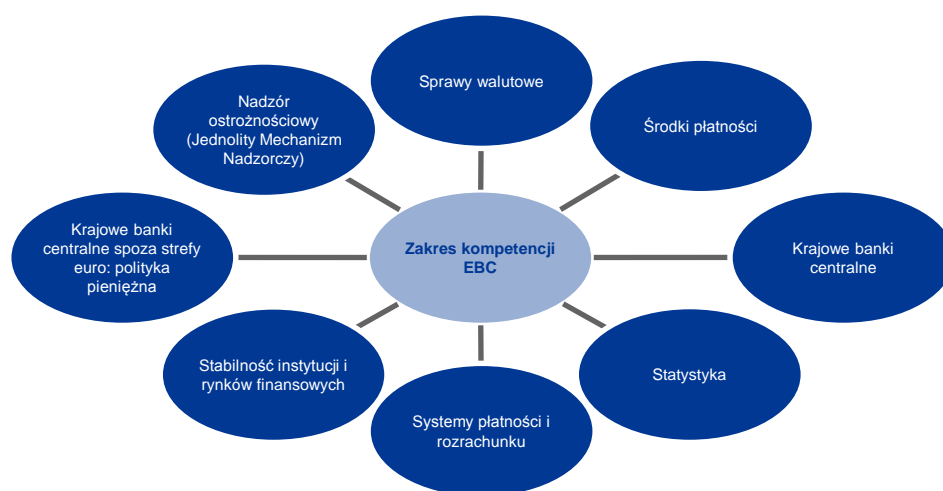 Sprawy walutowe
Nadzór
ostrożnościowy
(Jednolity Mechanizm
Nadzorczy)
Środki płatności
Krajowe banki
centralne spoza strefy
euro: polityka
pieniężna
Zakres kompetencji
EBC
Krajowe banki
centralne
Stabilność instytucji i
rynków finansowych
Statystyka
Systemy płatności i
rozrachunku